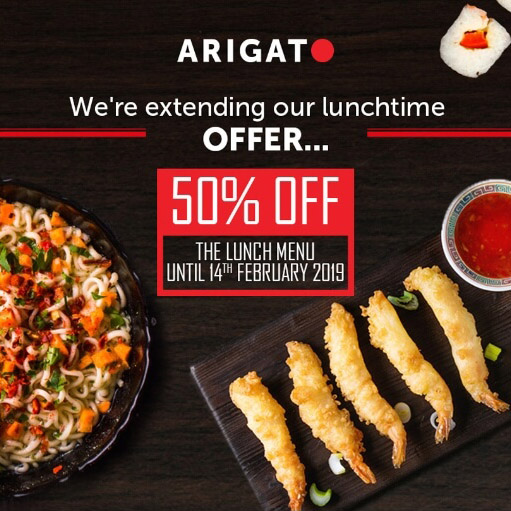 ARIGATO
We're extending our lunchtime
OFFER...
50% OFF
THE LUNCH MENU
UNTIL 14TH FEBRUARY 2019